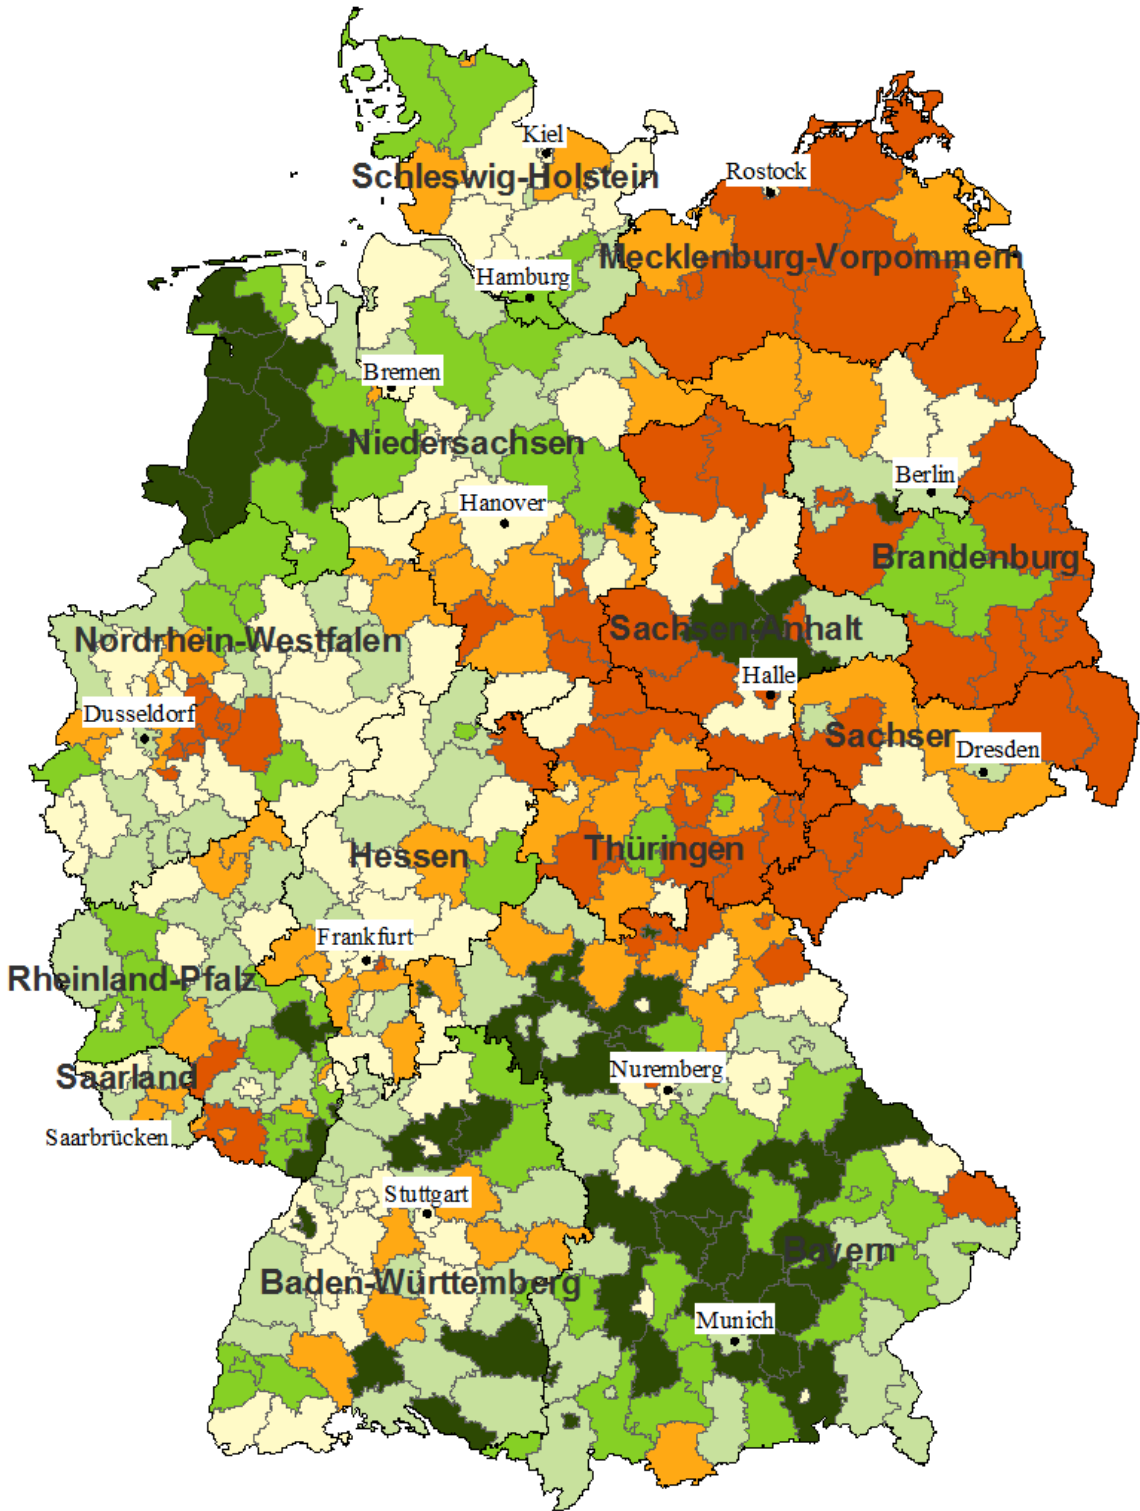 Kiel
Schleswig-Holstein
Rostock
Mecklenburg-Vorpommern
Hamburg
Bremen
Niedersachsen
Berlin
Hanover
Brandenburg
Sachsen-Anhalt
Nordrhein-Westfalen
Halle
Dusseldorf
Sachsen
Dresden
Thüringen
Hessen
Frankfurt
Rheinland-Pfalz
Nuremberg
Saarland
Saarbrücken
Stuttgart
Bayern
Baden-Württemberg
Munich